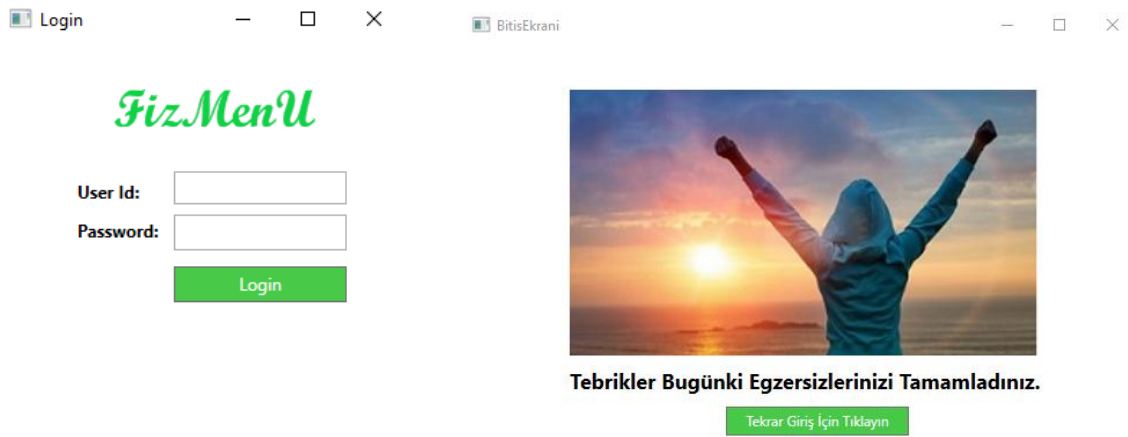 Login
FizMenU
User Id:
Password:
Login
BitisEkrani
Tebrikler Bugünki Egzersizlerinizi Tamamladınız.
Tekrar Giriş İçin Tıklayın